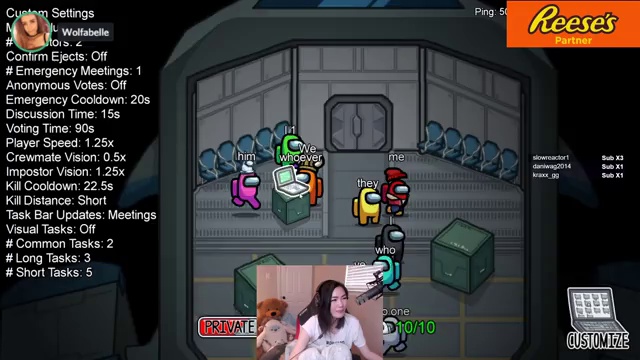 Custom Settings
Wolfabelle
Confirm Ejects: Off
# Emergency Meetings: 1
Anonymous Votes: Off
Emergency Cooldown: 20s
Discussion Time: 15s
Voting Time: 90s
Player Speed: 1.25x
Crewmate Vision: 0.5x
Impostor Vision: 1.25x
Kill Cooldown: 22.5s
Kill Distance: Short
Task Bar Updates: Meetings
Visual Tasks: Off
# Common Tasks: 2
# Long Tasks: 3
# Short Tasks: 5
Ping:
Reese's
Partner
slowreactor1 Sub X3
daniwag2014 Sub X1
kraxx_gg Sub X1
him
We
whoever
me
they
who
one
PRIVATE
10/10
CUSTOMIZE